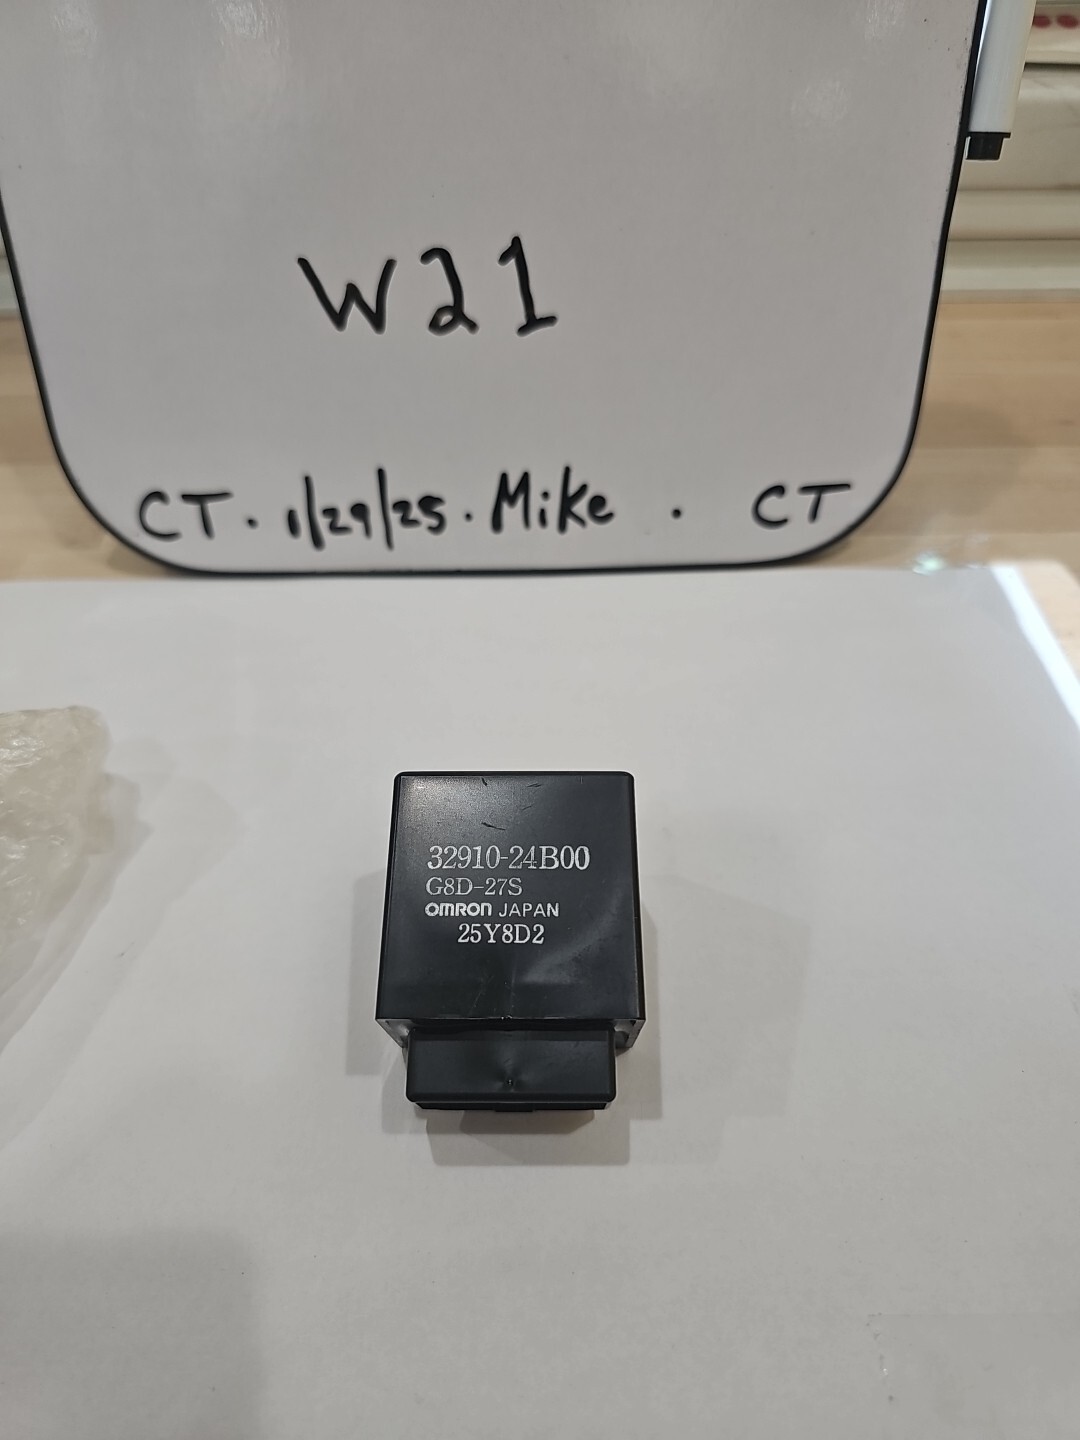 W21
CT. 1/29/25. Mike . CT
32910-24B00
G8D-27S
OMRON JAPAN
25Y8D2